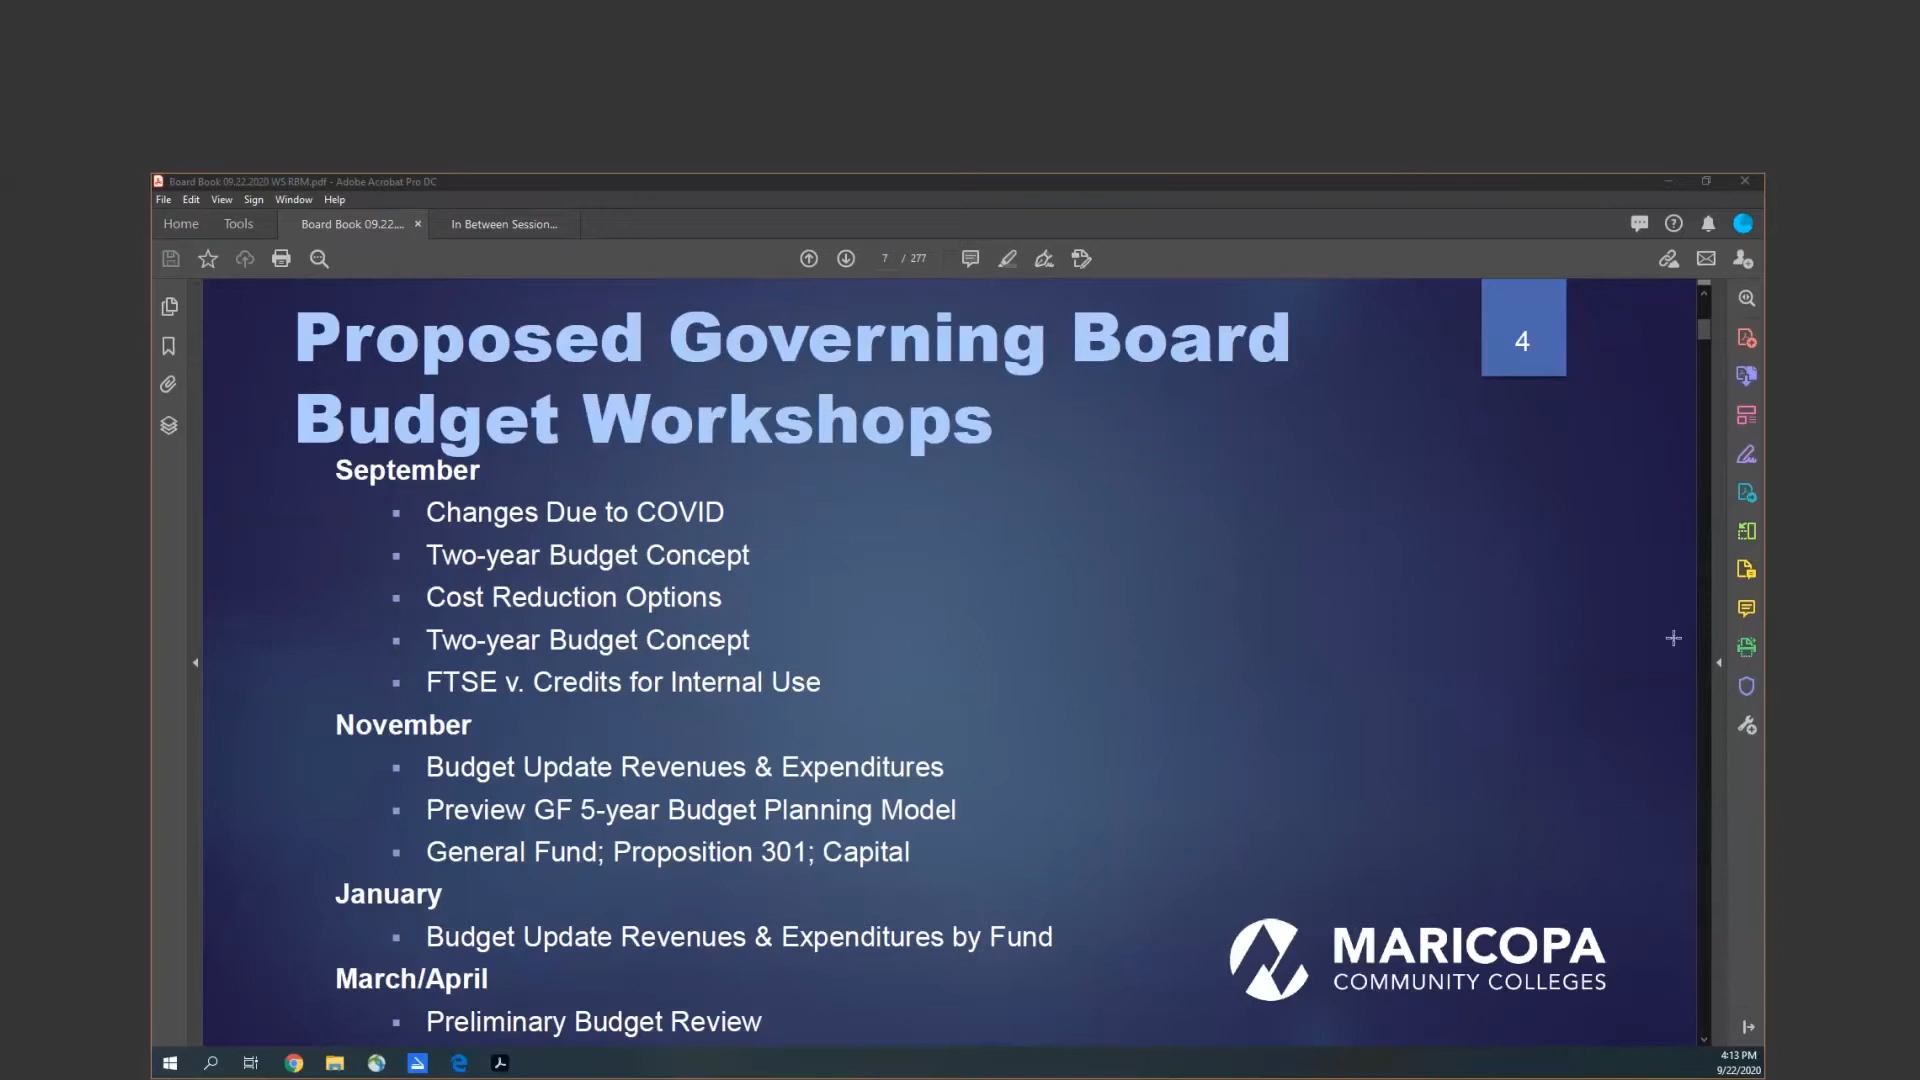 Board Book 09.22.2020 WS RBM.pdf - Adobe Acrobat Pro DC
File Edit View Sign Window Help
Home Tools Board Book 09.22.... × In Between Session...
7 / 277
Proposed Governing Board
Budget Workshops
4
September
▪ Changes Due to COVID
▪ Two-year Budget Concept
▪ Cost Reduction Options
▪ Two-year Budget Concept
▪ FTSE v. Credits for Internal Use
November
▪ Budget Update Revenues & Expenditures
▪ Preview GF 5-year Budget Planning Model
▪ General Fund; Proposition 301; Capital
January
▪ Budget Update Revenues & Expenditures by Fund
March/April
▪ Preliminary Budget Review
MARICOPA
COMMUNITY COLLEGES
4:13 PM
9/22/2020